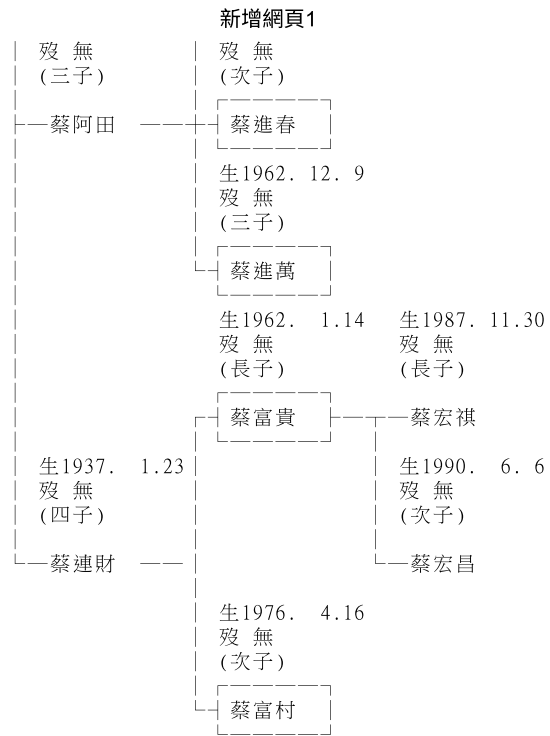 新增網頁1
歿 無 歿 無
(三子) (次子)
蔡阿田 蔡進春
生1962. 12. 9
歿 無
(三子)
蔡進萬
生1962. 1.14 生1987. 11.30
歿 無 歿 無
(長子) (長子)
蔡富貴 蔡宏祺
生1937. 1.23 生1990. 6. 6
歿 無 歿 無
(四子) (次子)
蔡連財 蔡宏昌
生1976. 4.16
歿 無
(次子)
蔡富村